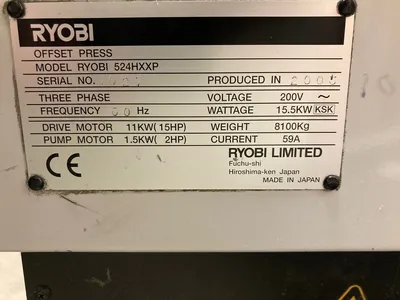 RYOBI
OFFSET PRESS
MODEL RYOBI 524HXXP
SERIAL NO. PRODUCED IN
THREE PHASE VOLTAGE 200V ~
FREQUENCY Hz WATTAGE 15.5KW KSK
DRIVE MOTOR 11KW(15HP) WEIGHT 8100Kg
PUMP MOTOR 1.5KW( 2HP) CURRENT 59A
CE
RYOBI LIMITED
Fuchu-shi
Hiroshima-ken Japan
MADE IN JAPAN